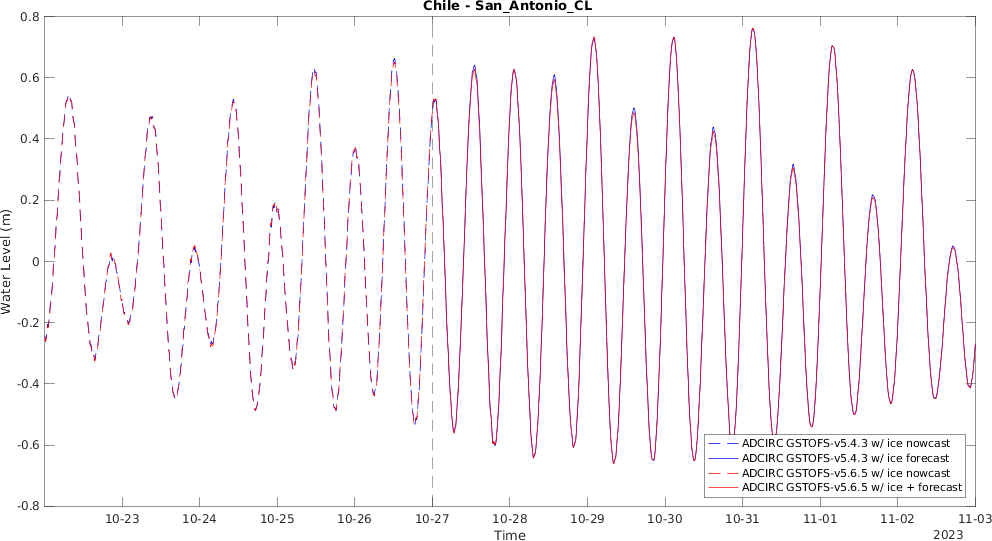 Chile - San_Antonio_CL
0.8
0.6
0.4
0.2
0
-0.2
-0.4
-0.6
-0.8
Water Level (m)
ADCIRC GSTOFS-v5.4.3 w/ ice nowcast
ADCIRC GSTOFS-v5.4.3 w/ ice forecast
ADCIRC GSTOFS-v5.6.5 w/ ice nowcast
ADCIRC GSTOFS-v5.6.5 w/ ice + forecast
10-23 10-24 10-25 10-26 10-27 10-28 10-29 10-30 10-31 11-01 11-02 11-03
Time
2023